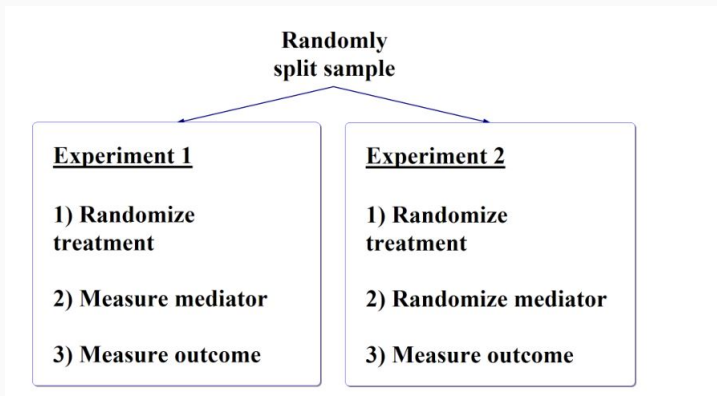 Randomly
split sample
Experiment 1
1) Randomize
treatment
2) Measure mediator
3) Measure outcome
Experiment 2
1) Randomize
treatment
2) Randomize mediator
3) Measure outcome